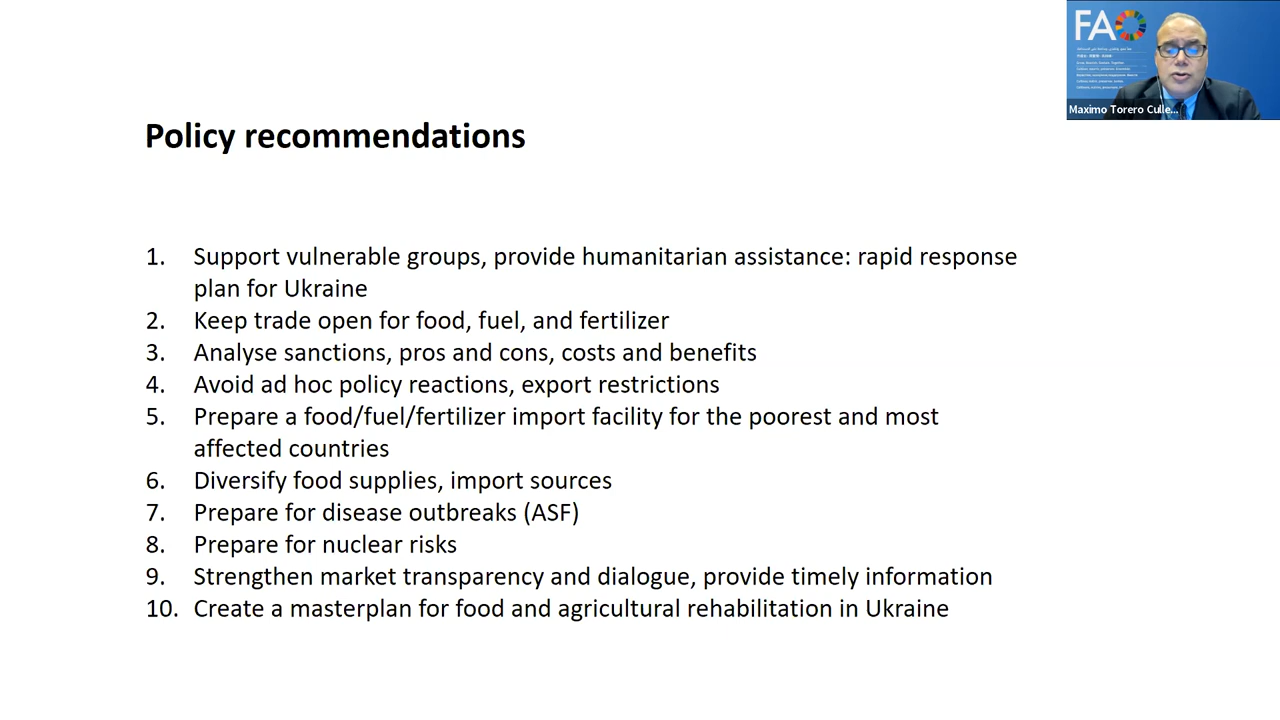 FAO
Maximo Torero Culle...
Policy recommendations
1. Support vulnerable groups, provide humanitarian assistance: rapid response
plan for Ukraine
2. Keep trade open for food, fuel, and fertilizer
3. Analyse sanctions, pros and cons, costs and benefits
4. Avoid ad hoc policy reactions, export restrictions
5. Prepare a food/fuel/fertilizer import facility for the poorest and most
affected countries
6. Diversify food supplies, import sources
7. Prepare for disease outbreaks (ASF)
8. Prepare for nuclear risks
9. Strengthen market transparency and dialogue, provide timely information
10. Create a masterplan for food and agricultural rehabilitation in Ukraine